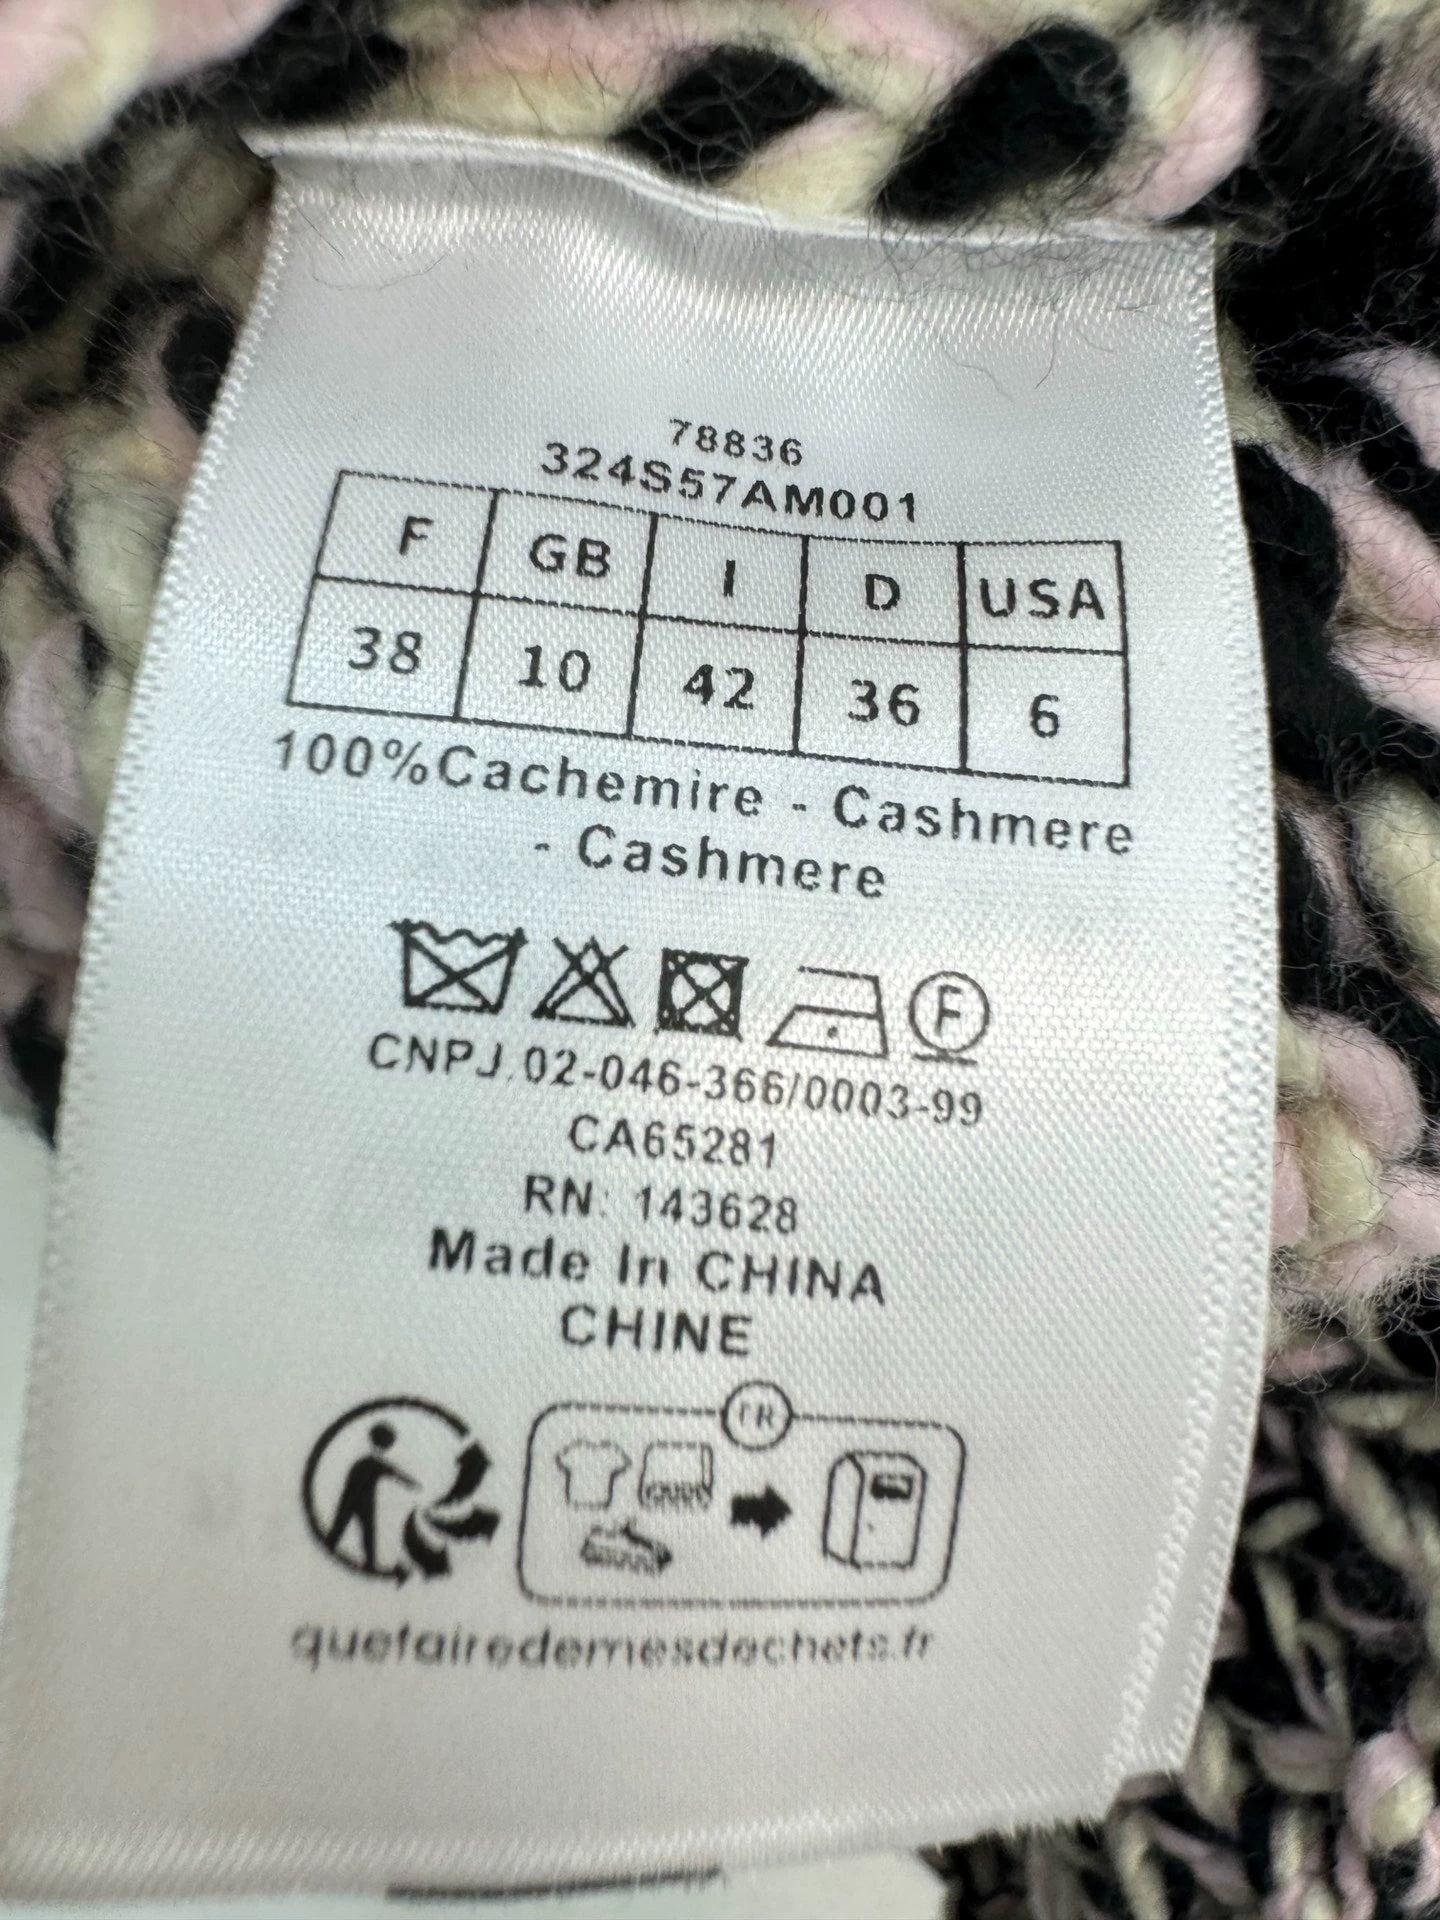 78836
324S57AM001
F GB I D USA
38 10 42 36 6
100%Cachemire - Cashmere
- Cashmere
F
CNPJ.02-046-366/0003-99
CA65281
RN: 143628
Made In CHINA
CHINE
FR
quefairedemesdechets.fr